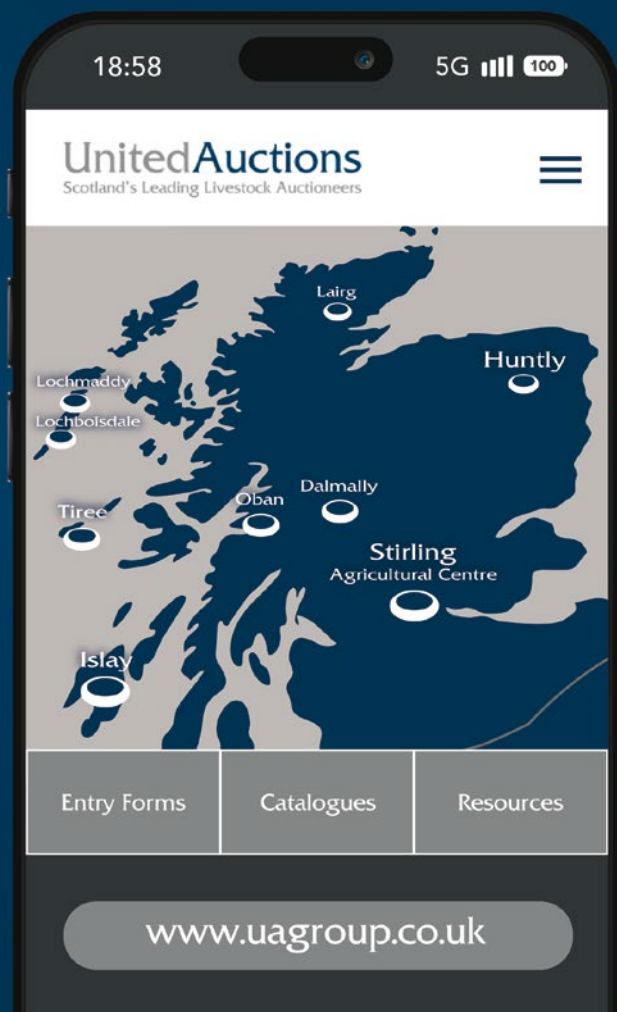 18:58
5G 100
UnitedAuctions
Scotland's Leading Livestock Auctioneers
Lairg
Huntly
Lochmaddy
Lochboisdale
Dalmally
Oban
Tiree
Stirling
Agricultural Centre
Islay
Entry Forms Catalogues Resources
www.uagroup.co.uk